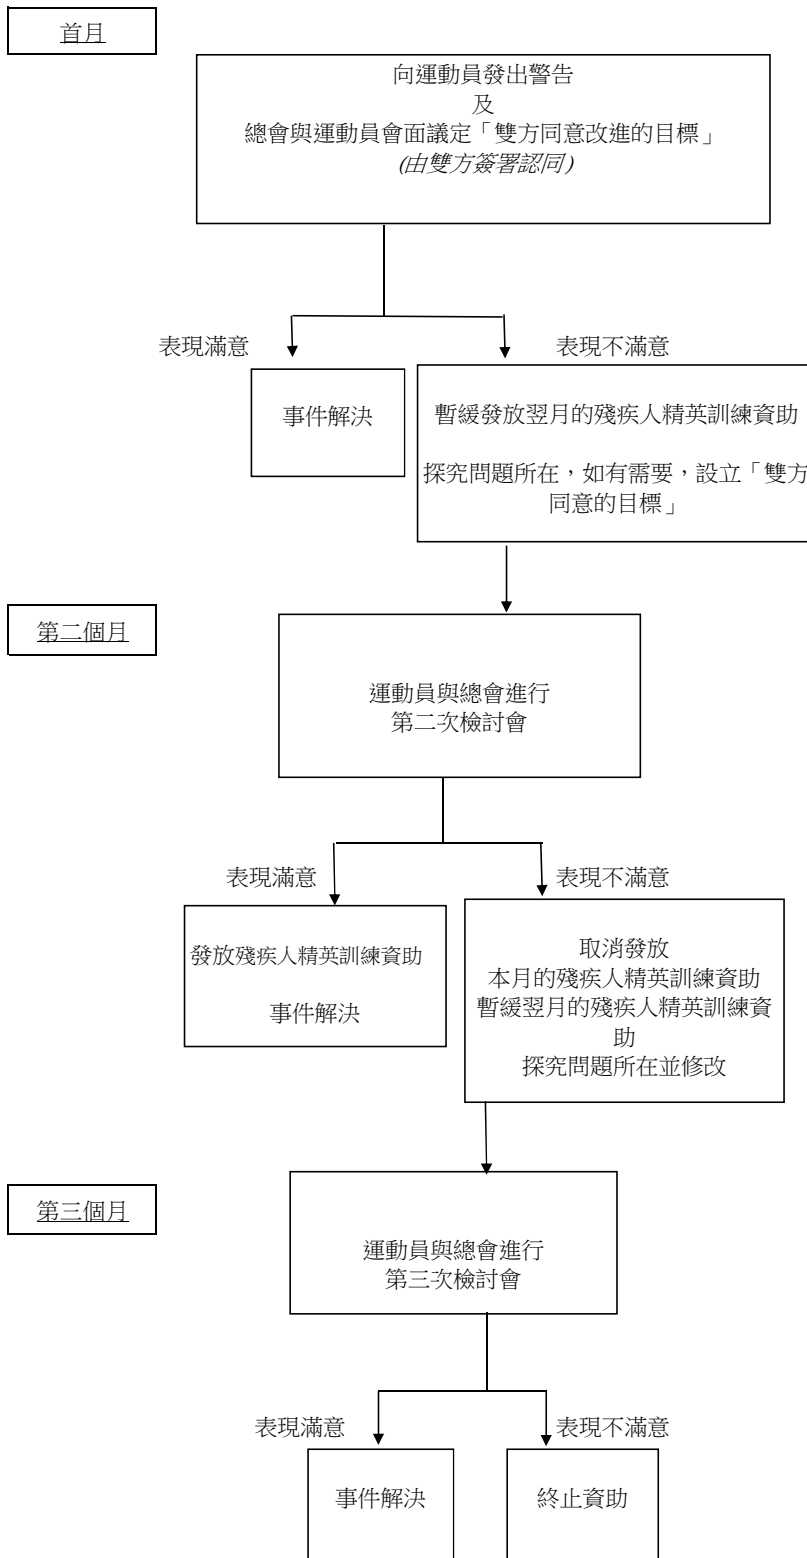 首月
向運動員發出警告
及
總會與運動員會面議定「雙方同意改進的目標」
(由雙方簽署認同)
表現滿意
表現不滿意
事件解決
暫緩發放翌月的殘疾人精英訓練資助
探究問題所在，如有需要，設立「雙方
同意的目標」
第二個月
運動員與總會進行
第二次檢討會
表現滿意
表現不滿意
發放殘疾人精英訓練資助
事件解決
取消發放
本月的殘疾人精英訓練資助
暫緩翌月的殘疾人精英訓練資
助
探究問題所在並修改
第三個月
運動員與總會進行
第三次檢討會
表現滿意
表現不滿意
事件解決
終止資助